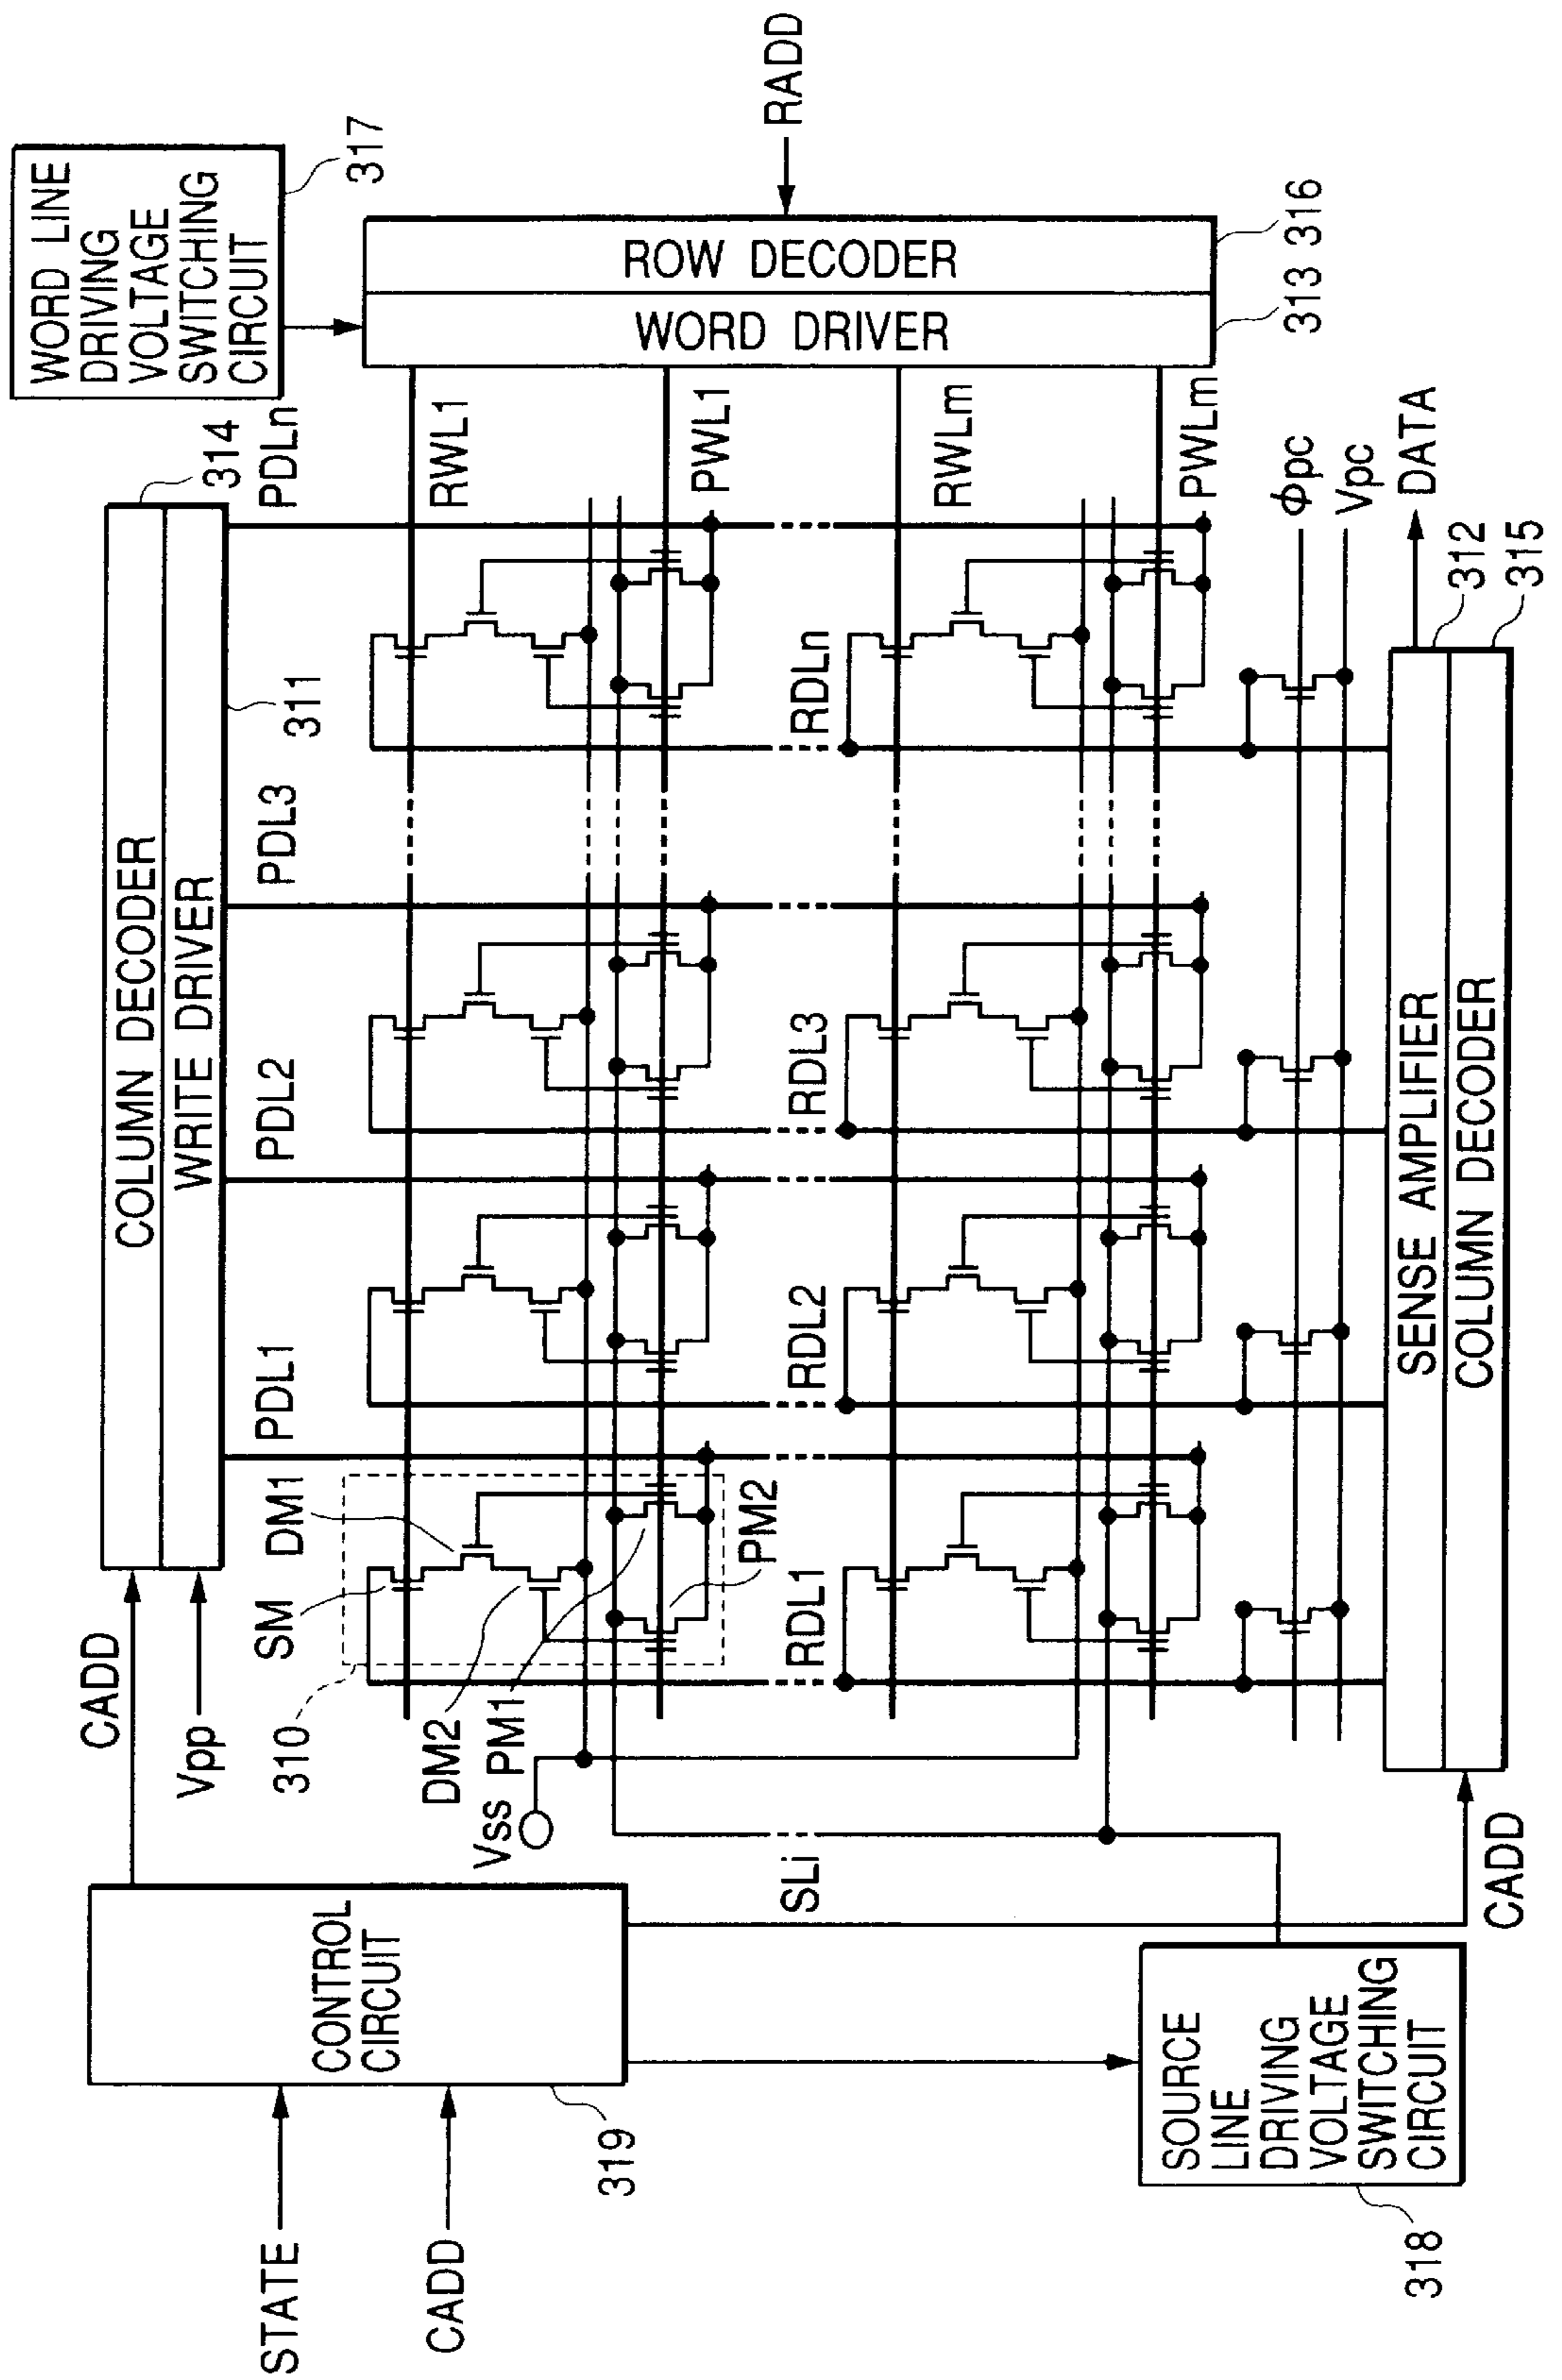 STATE
CADD
319
CONTROL
CIRCUIT
CADD
Vpp
COLUMN DECODER
WRITE DRIVER
314
311
WORD LINE
DRIVING
VOLTAGE
SWITCHING
CIRCUIT
317
PDL1
PDL2
PDL3
PDLn
310
SM
DM1
DM2
PM1
PM2
RWL1
PWL1
RWLm
PWLm
WORD DRIVER
ROW DECODER
313
316
RADD
Vss
SLi
RDL1
RDL2
RDL3
RDLn
ϕpc
Vpc
DATA
SOURCE
LINE
DRIVING
VOLTAGE
SWITCHING
CIRCUIT
318
CADD
SENSE AMPLIFIER
COLUMN DECODER
312
315